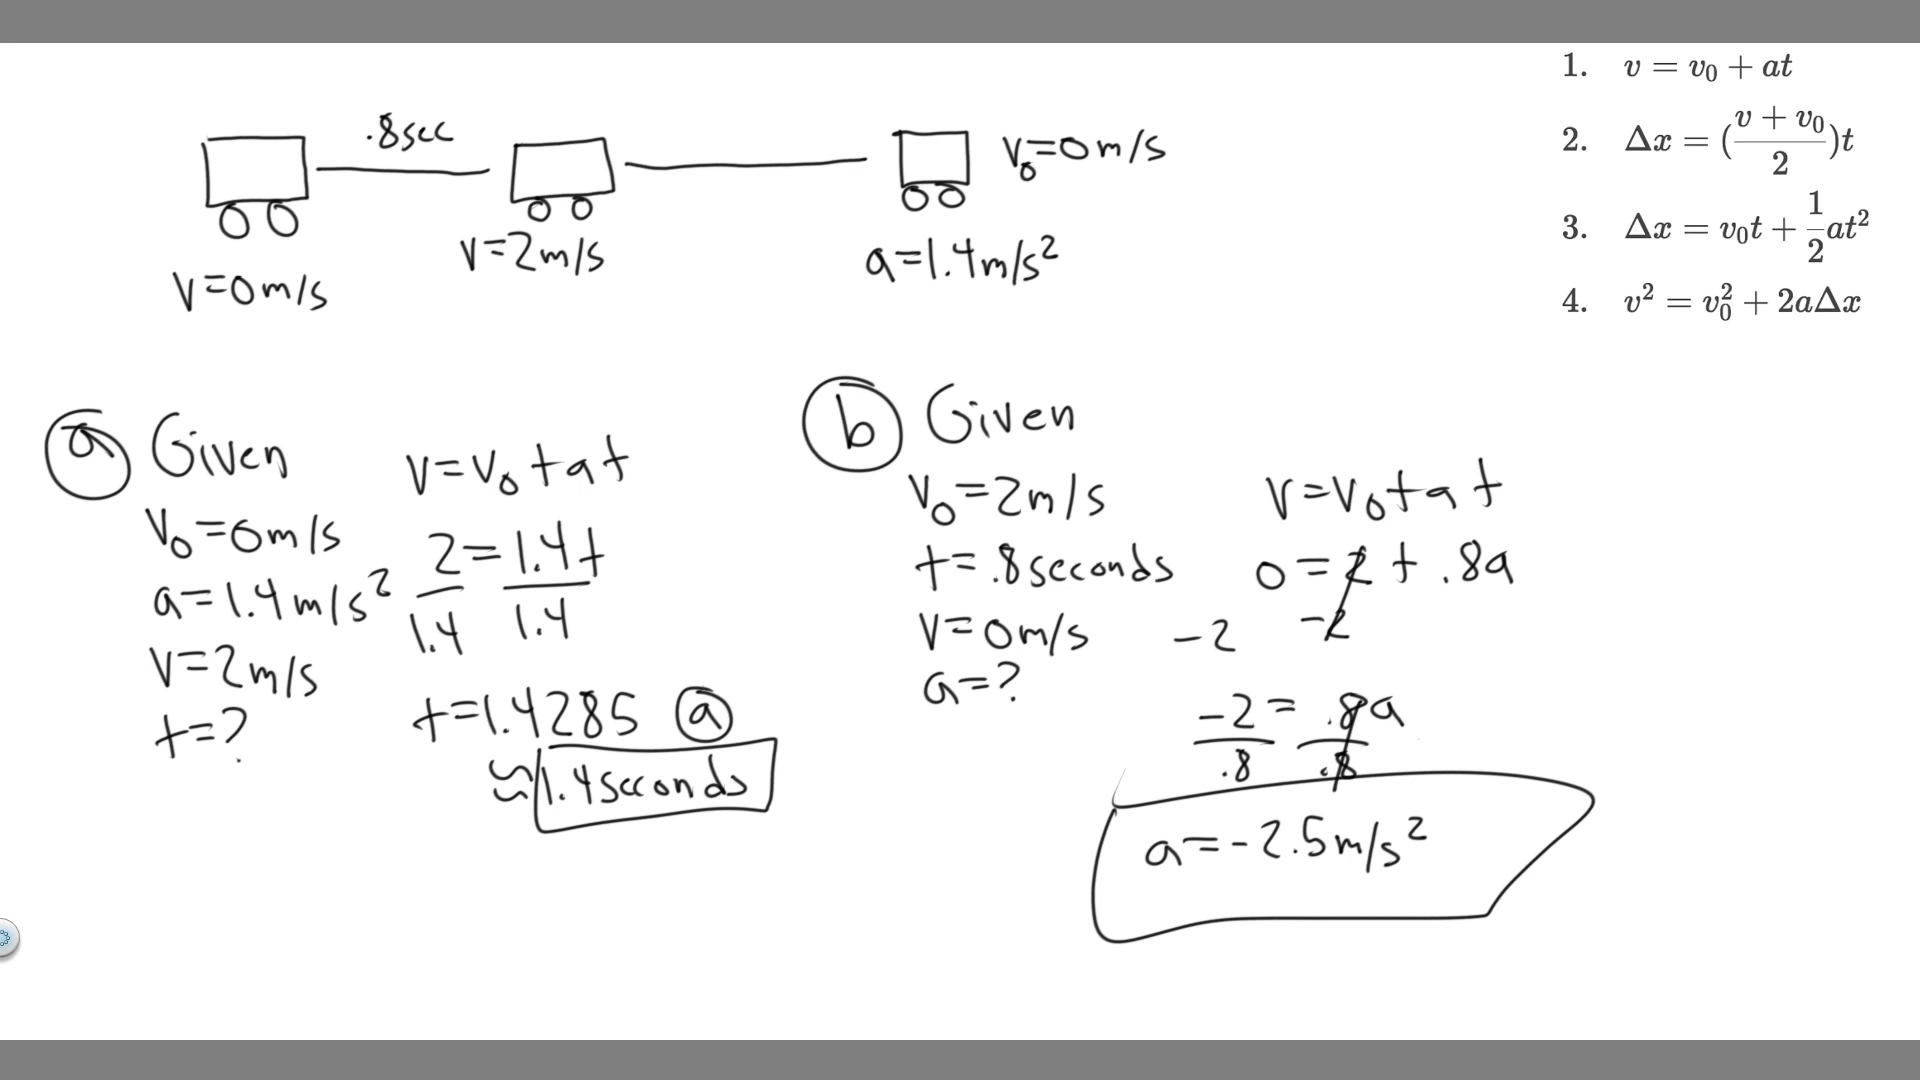 .8sec
v₀=0m/s
v=2m/s
a=1.4m/s²
v=0m/s
1. v = v₀ + at
2. Δx = ((v + v₀)/2)t
3. Δx = v₀t + 1/2 at²
4. v² = v₀² + 2aΔx
a Given
v₀=0m/s
a=1.4m/s²
v=2m/s
t=?
v=v₀+at
2=1.4t
1.4 1.4
t=1.4285 a
≈1.4seconds
b Given
v₀=2m/s
t=.8seconds
v=0m/s
a=?
v=v₀+at
0=2+.8a
-2 -2
-2=.8a
.8 .8
a=-2.5m/s²